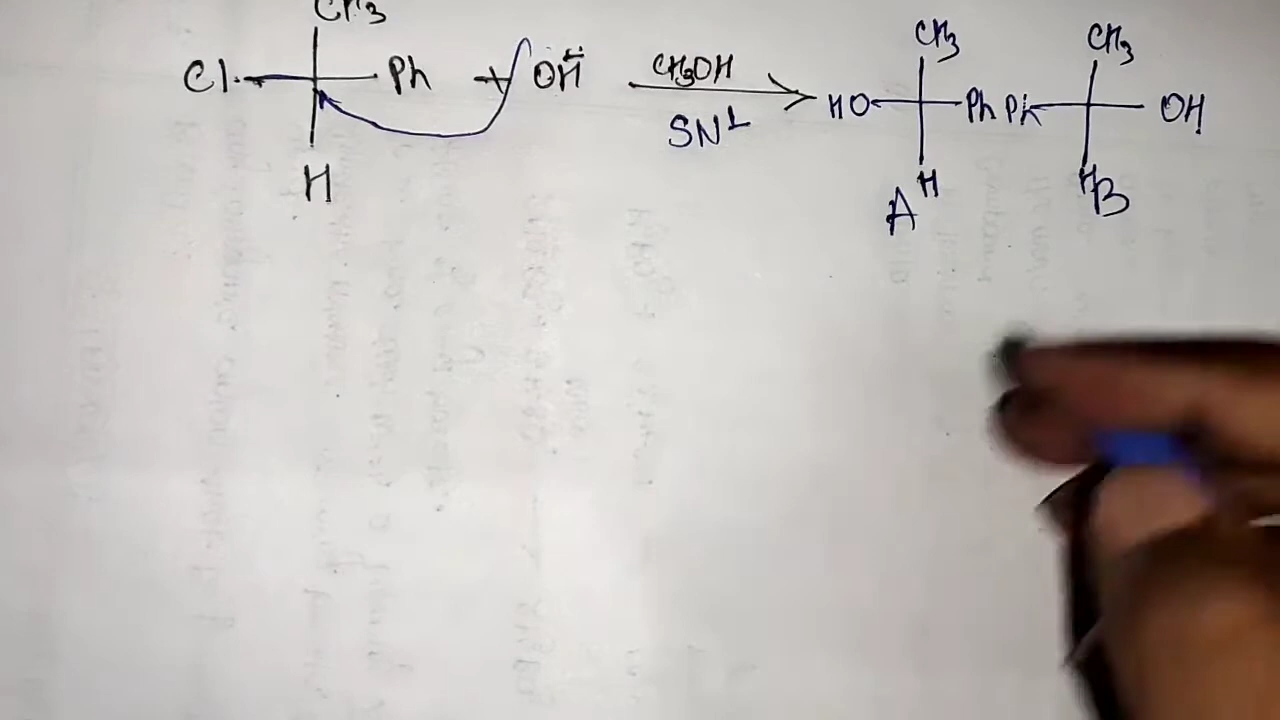 CH3 CH3 CH3
Cl Ph + OH⁻ CH3OH HO Ph Ph OH
SN1
H H H
A B